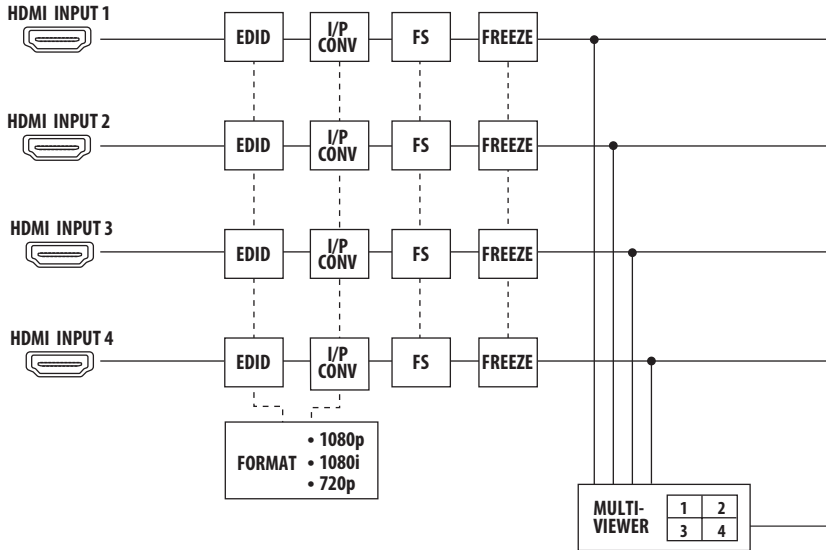 HDMI INPUT 1
EDID
I/P
CONV
FS
FREEZE
HDMI INPUT 2
EDID
I/P
CONV
FS
FREEZE
HDMI INPUT 3
EDID
I/P
CONV
FS
FREEZE
HDMI INPUT 4
EDID
I/P
CONV
FS
FREEZE
FORMAT
• 1080p
• 1080i
• 720p
MULTI-
VIEWER
1 2
3 4